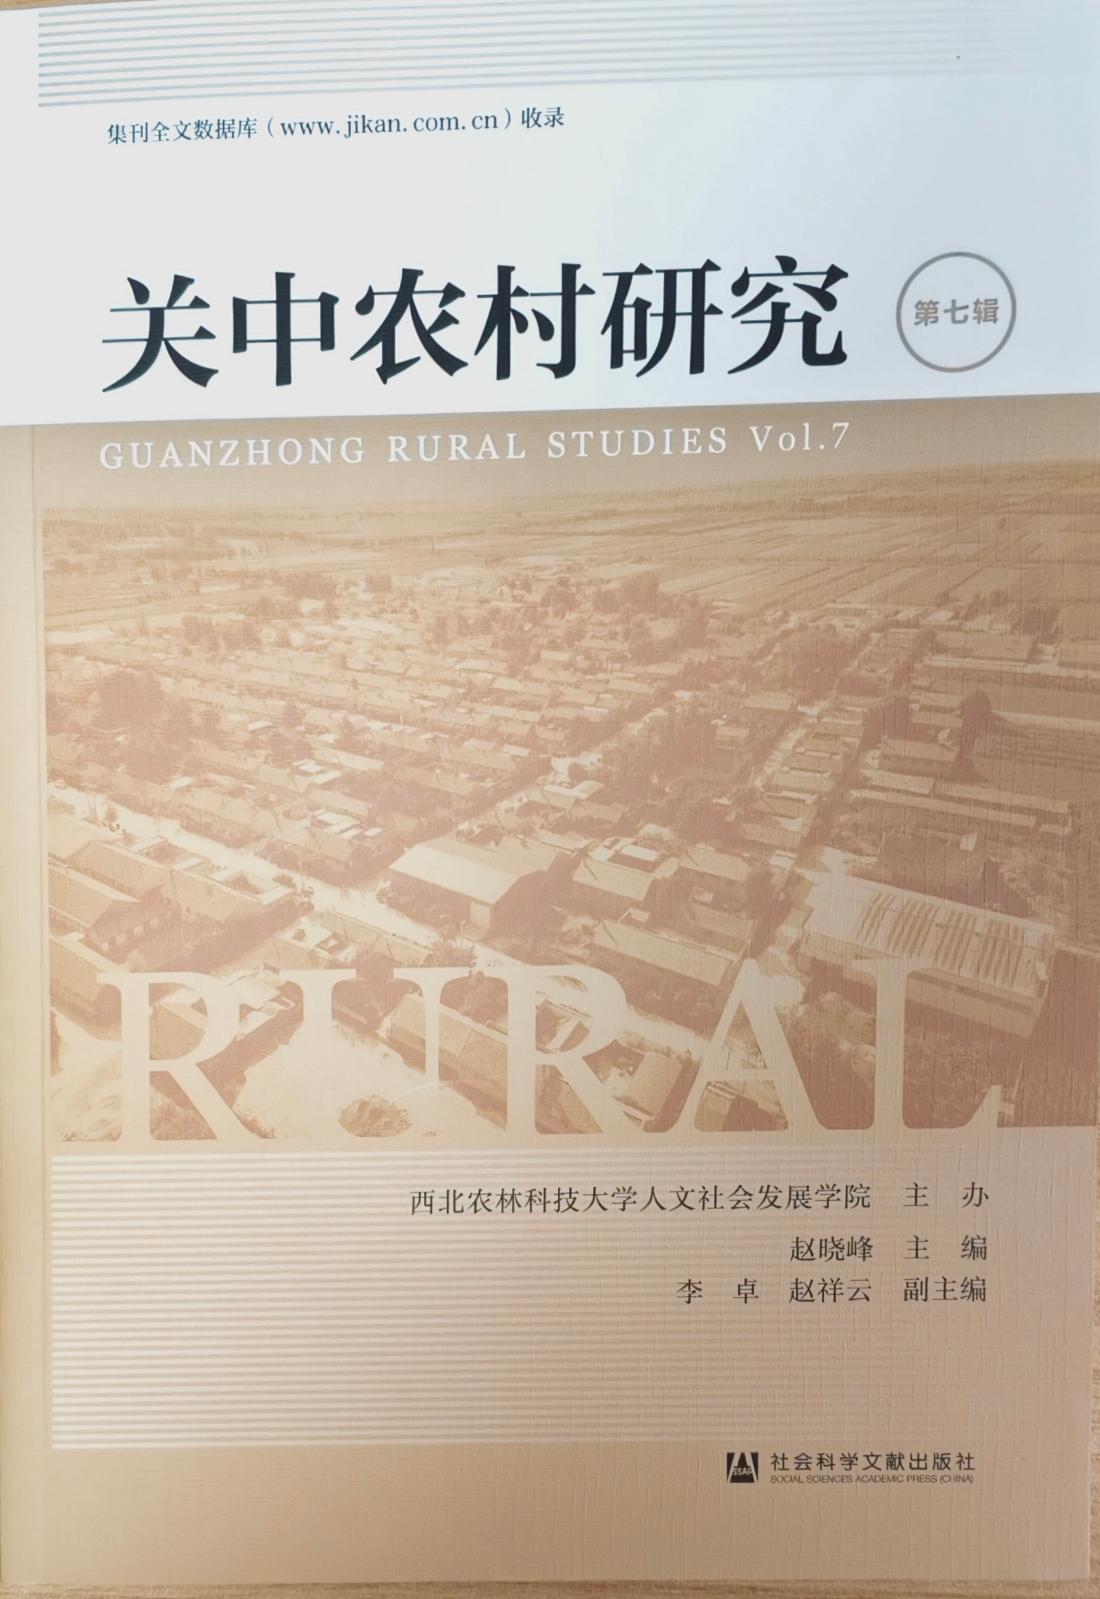 集刊全文数据库（www.jikan.com.cn）收录
关中农村研究 第七辑
GUANZHONG RURAL STUDIES Vol.7
RURAL
西北农林科技大学人文社会发展学院 主 办
赵晓峰 主 编
李 卓 赵祥云 副主编
SSAP 社会科学文献出版社
SOCIAL SCIENCES ACADEMIC PRESS (CHINA)